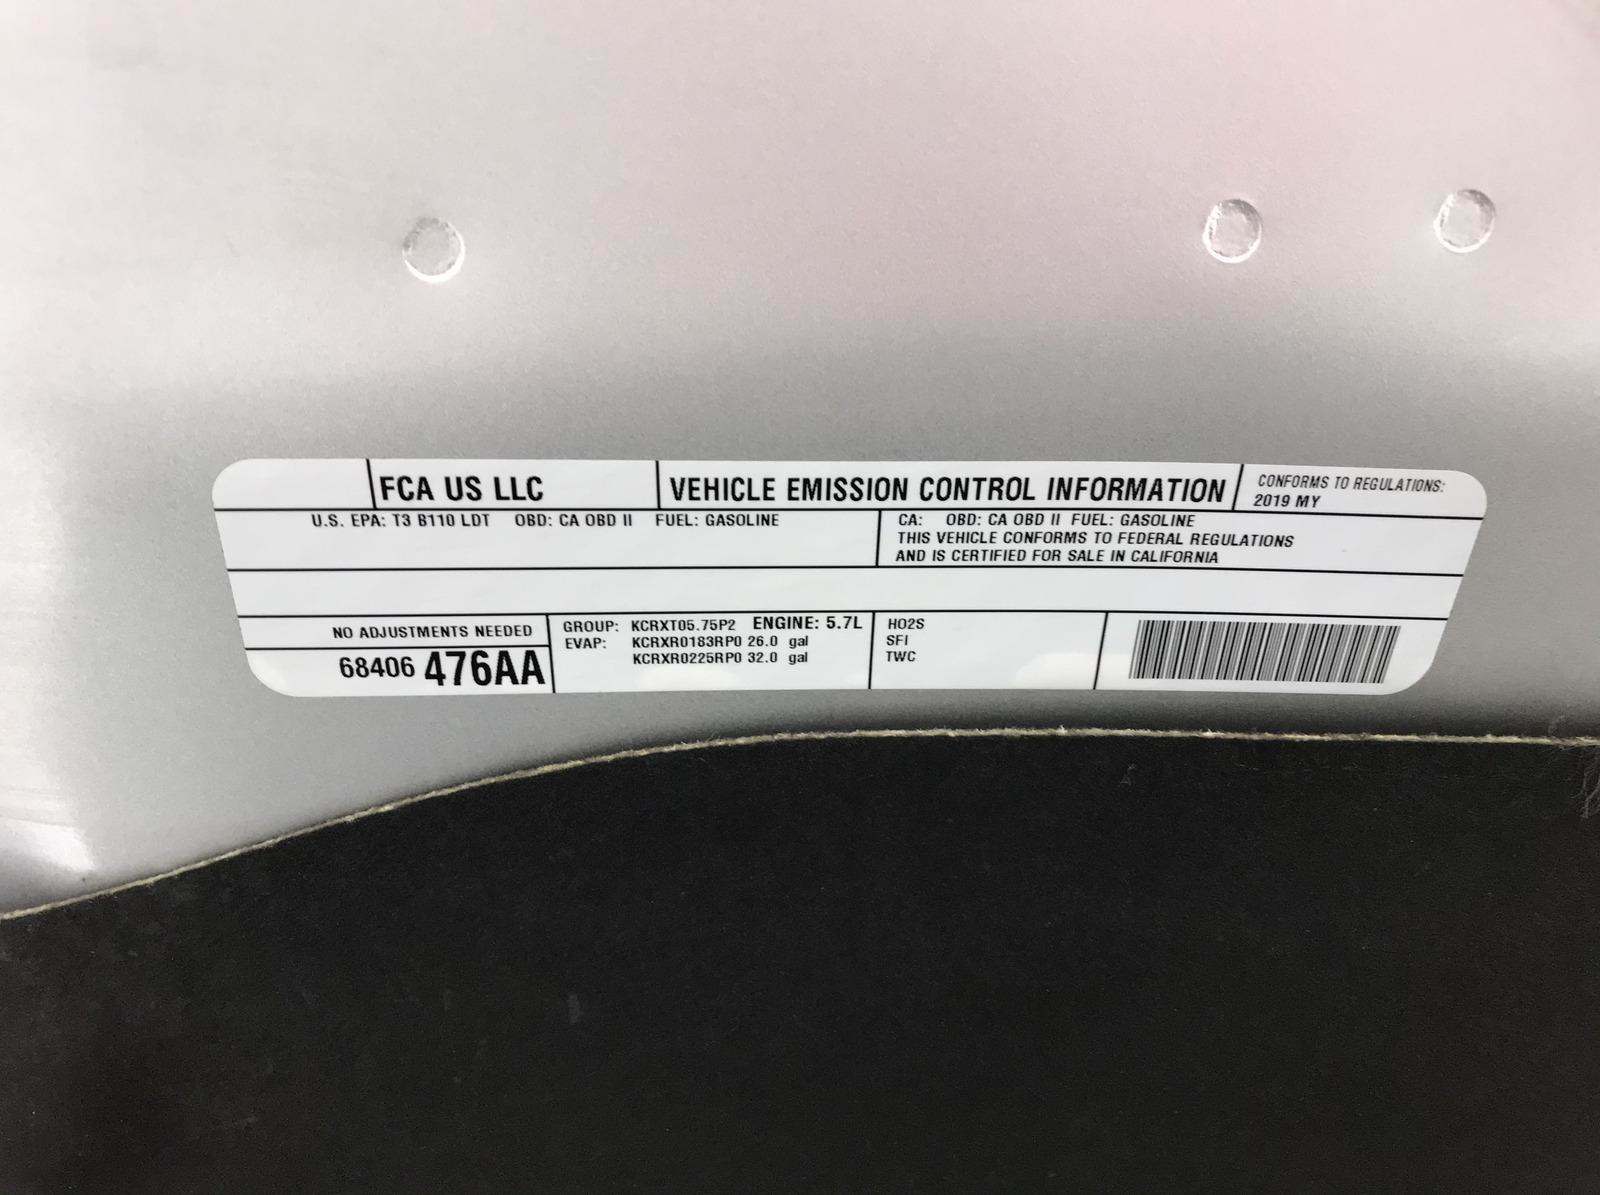 FCA US LLC
VEHICLE EMISSION CONTROL INFORMATION
CONFORMS TO REGULATIONS:
2019 MY
U.S. EPA: T3 B110 LDT OBD: CA OBD II FUEL: GASOLINE
CA: OBD: CA OBD II FUEL: GASOLINE
THIS VEHICLE CONFORMS TO FEDERAL REGULATIONS
AND IS CERTIFIED FOR SALE IN CALIFORNIA
NO ADJUSTMENTS NEEDED
68406 476AA
GROUP: KCRXT05.75P2 ENGINE: 5.7L
EVAP: KCRXR0183RP0 26.0 gal
KCRXR0225RP0 32.0 gal
HO2S
SFI
TWC